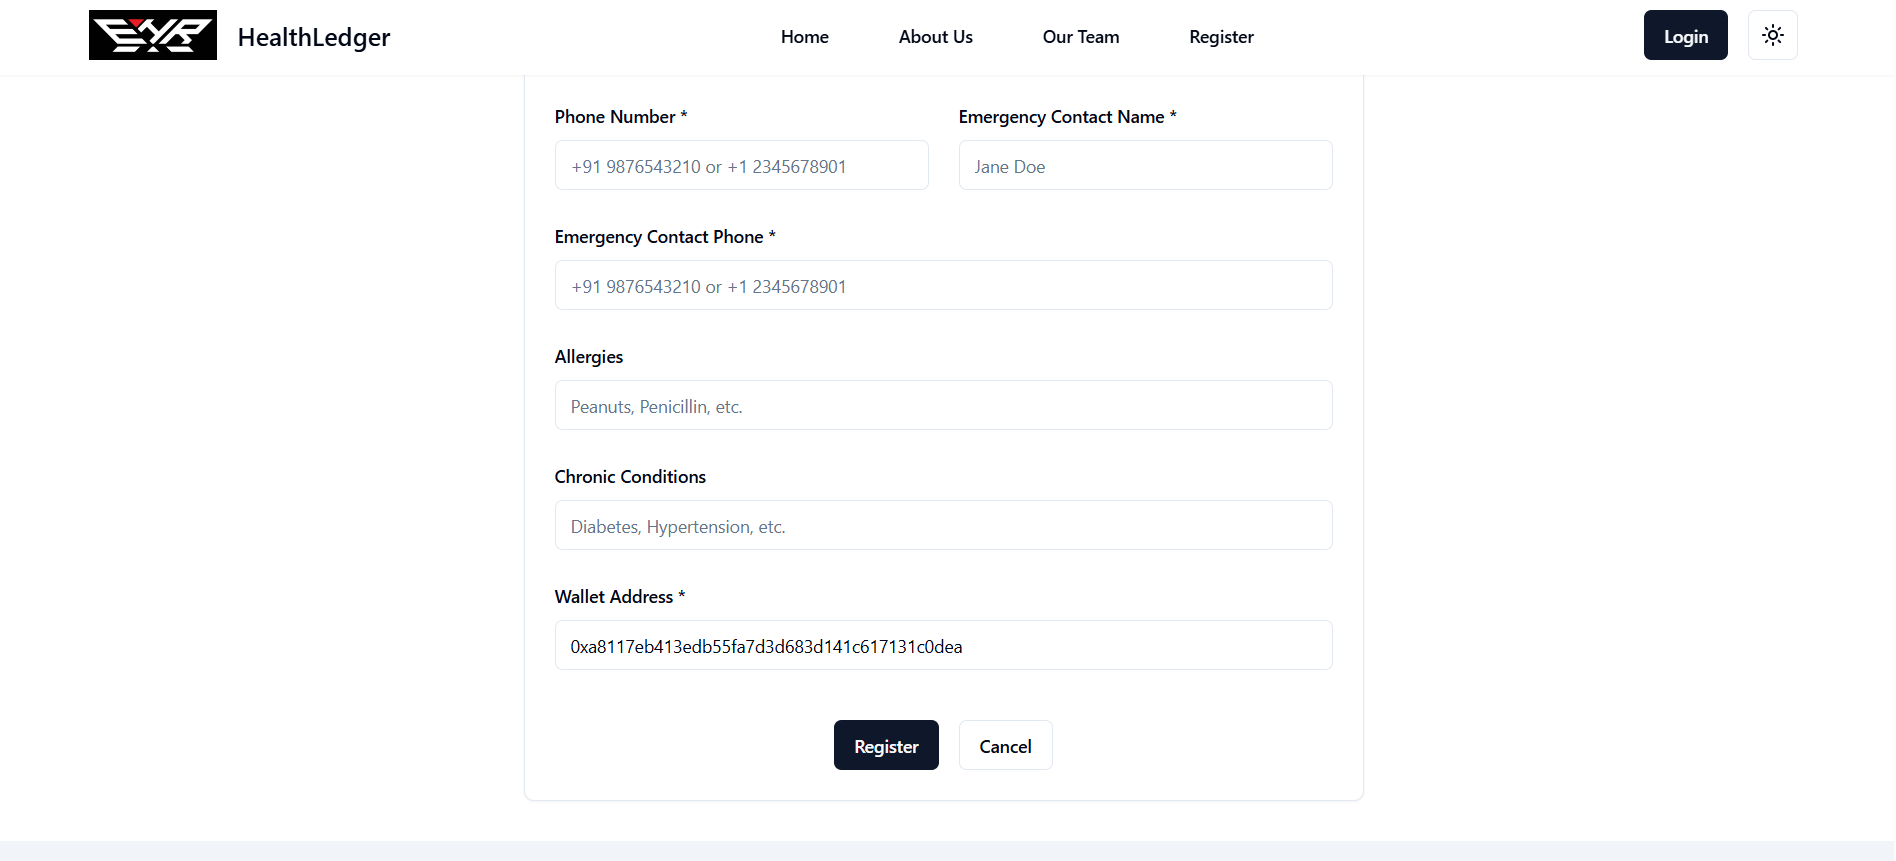 EHR HealthLedger Home About Us Our Team Register Login
Phone Number * Emergency Contact Name *
+91 9876543210 or +1 2345678901 Jane Doe
Emergency Contact Phone *
+91 9876543210 or +1 2345678901
Allergies
Peanuts, Penicillin, etc.
Chronic Conditions
Diabetes, Hypertension, etc.
Wallet Address *
0xa8117eb413edb55fa7d3d683d141c617131c0dea
Register Cancel